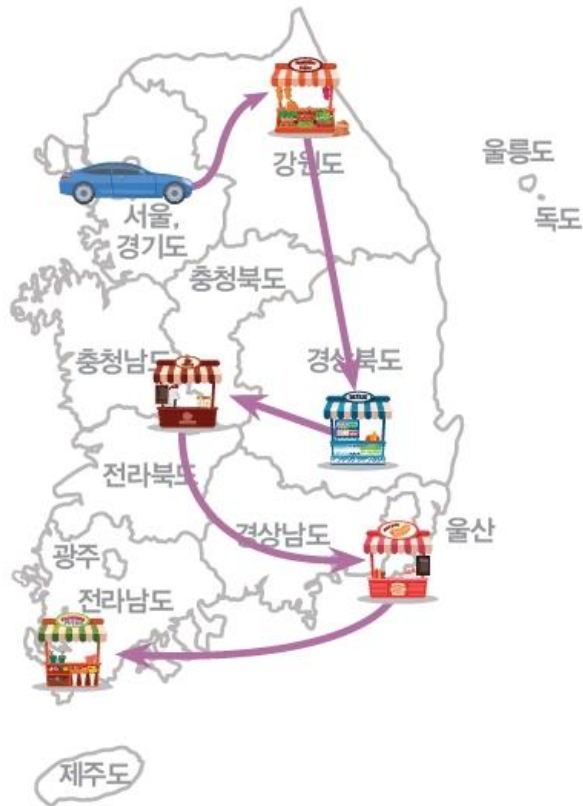 강원도
울릉도
독도
서울,
경기도
충청북도
충청남도
경상북도
전라북도
경상남도
울산
광주
전라남도
제주도